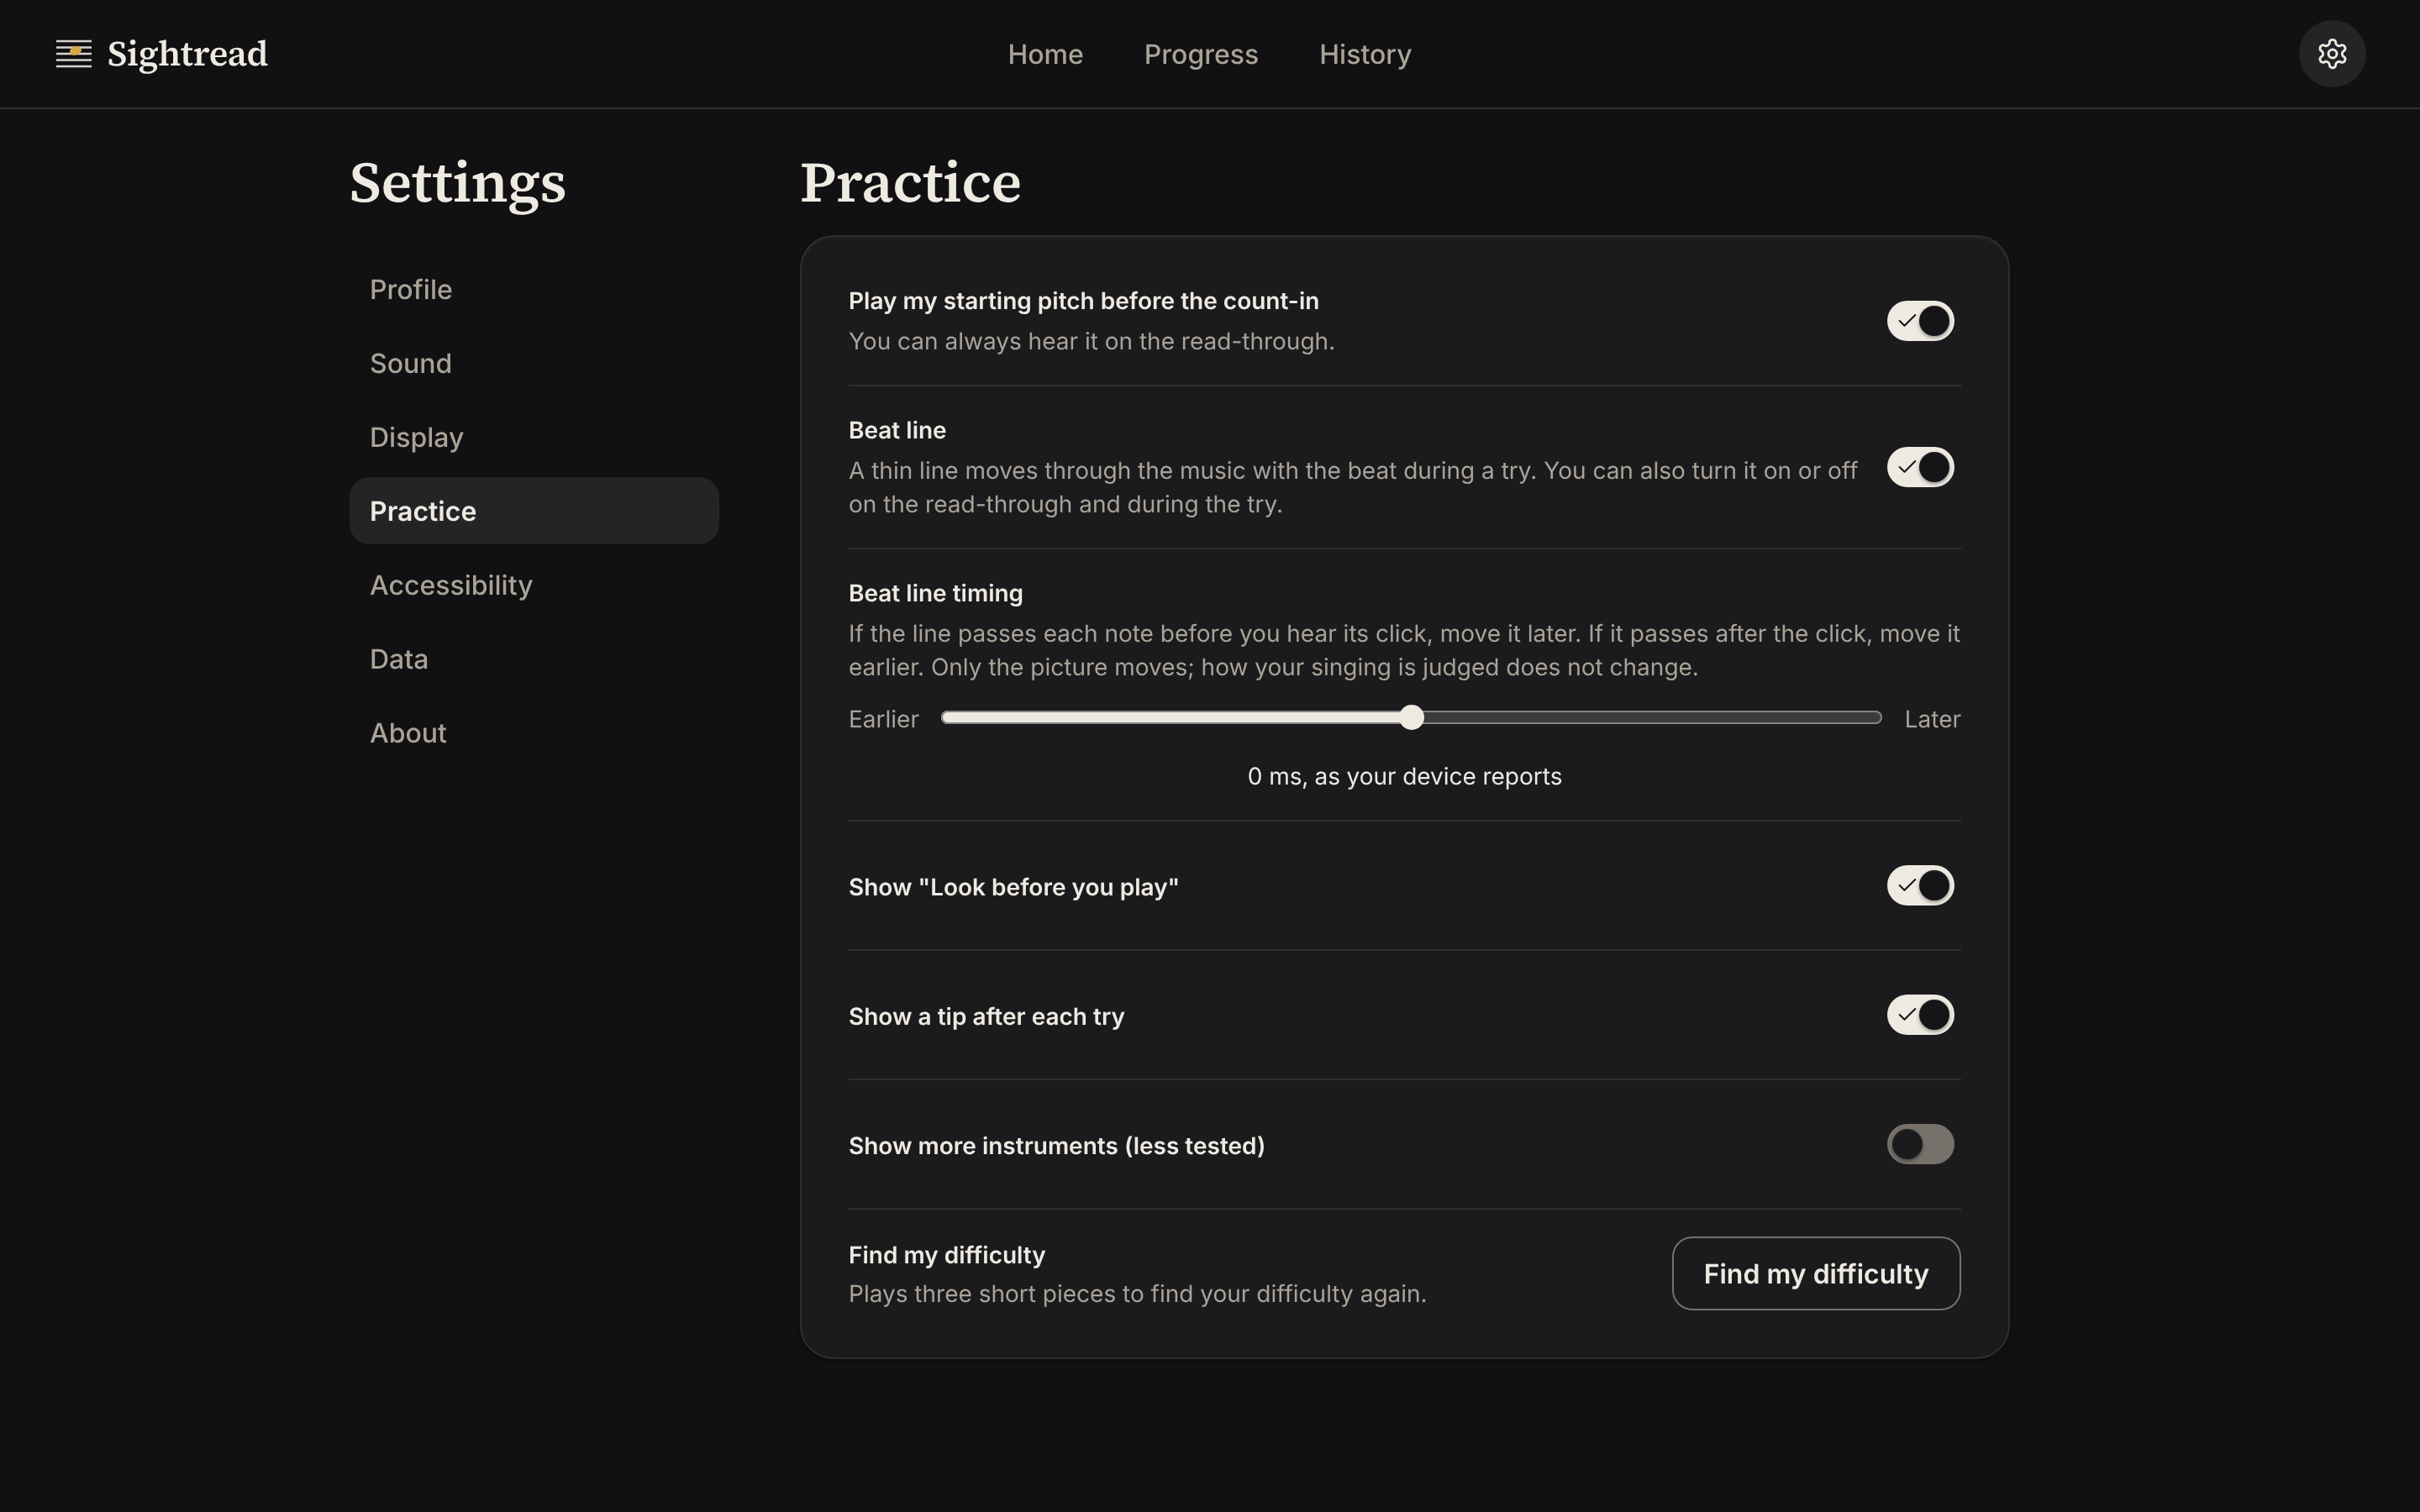 Sightread
Home
Progress
History
Settings
Profile
Sound
Display
Practice
Accessibility
Data
About
Practice
Play my starting pitch before the count-in
You can always hear it on the read-through.
Beat line
A thin line moves through the music with the beat during a try. You can also turn it on or off
on the read-through and during the try.
Beat line timing
If the line passes each note before you hear its click, move it later. If it passes after the click, move it
earlier. Only the picture moves; how your singing is judged does not change.
Earlier
Later
0 ms, as your device reports
Show "Look before you play"
Show a tip after each try
Show more instruments (less tested)
Find my difficulty
Plays three short pieces to find your difficulty again.
Find my difficulty